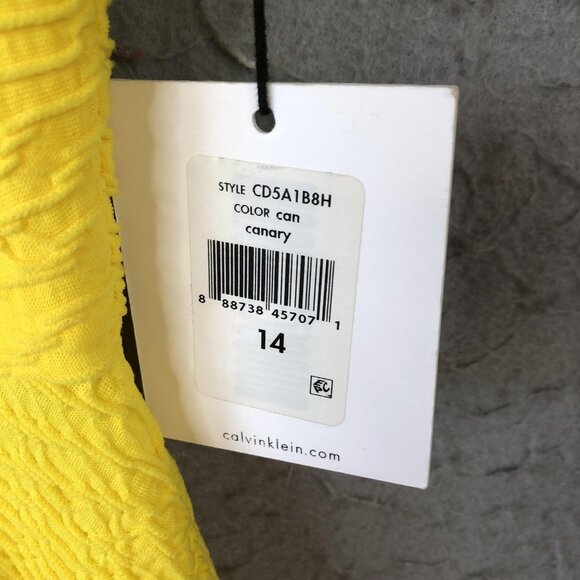 STYLE CD5A1B8H
COLOR can
canary
8 88738 45707 1
14
calvinklein.com